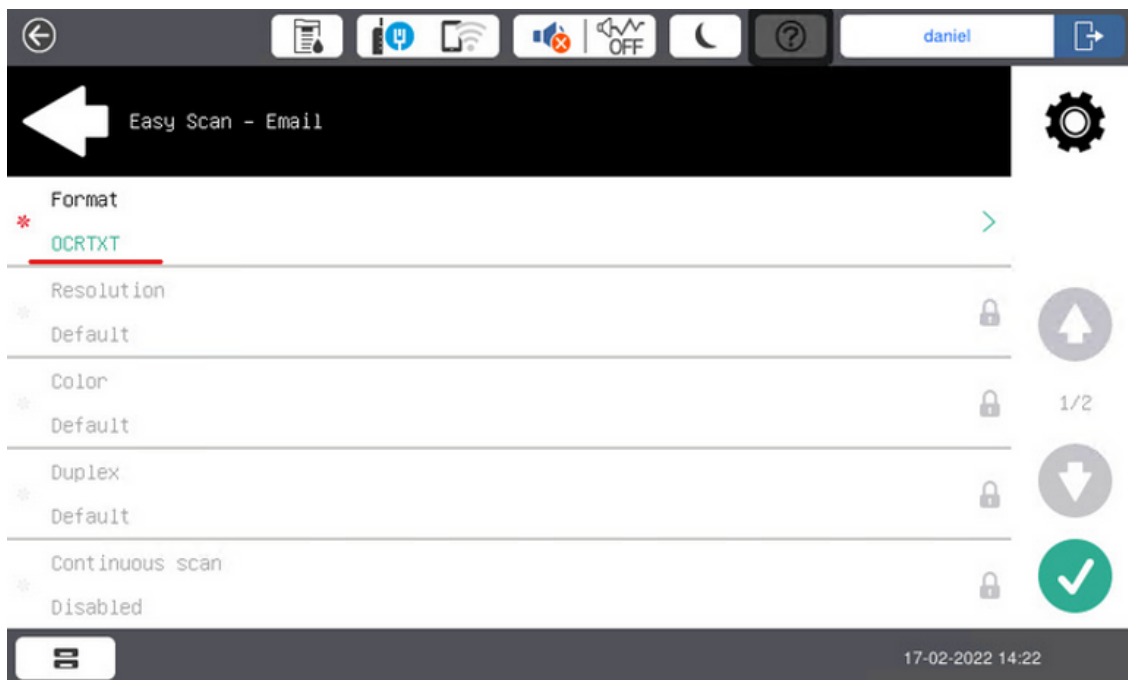 OFF
daniel
Easy Scan - Email
Format
* OCRTXT
Resolution
* Default
Color
* Default
1/2
Duplex
* Default
Continuous scan
* Disabled
17-02-2022 14:22